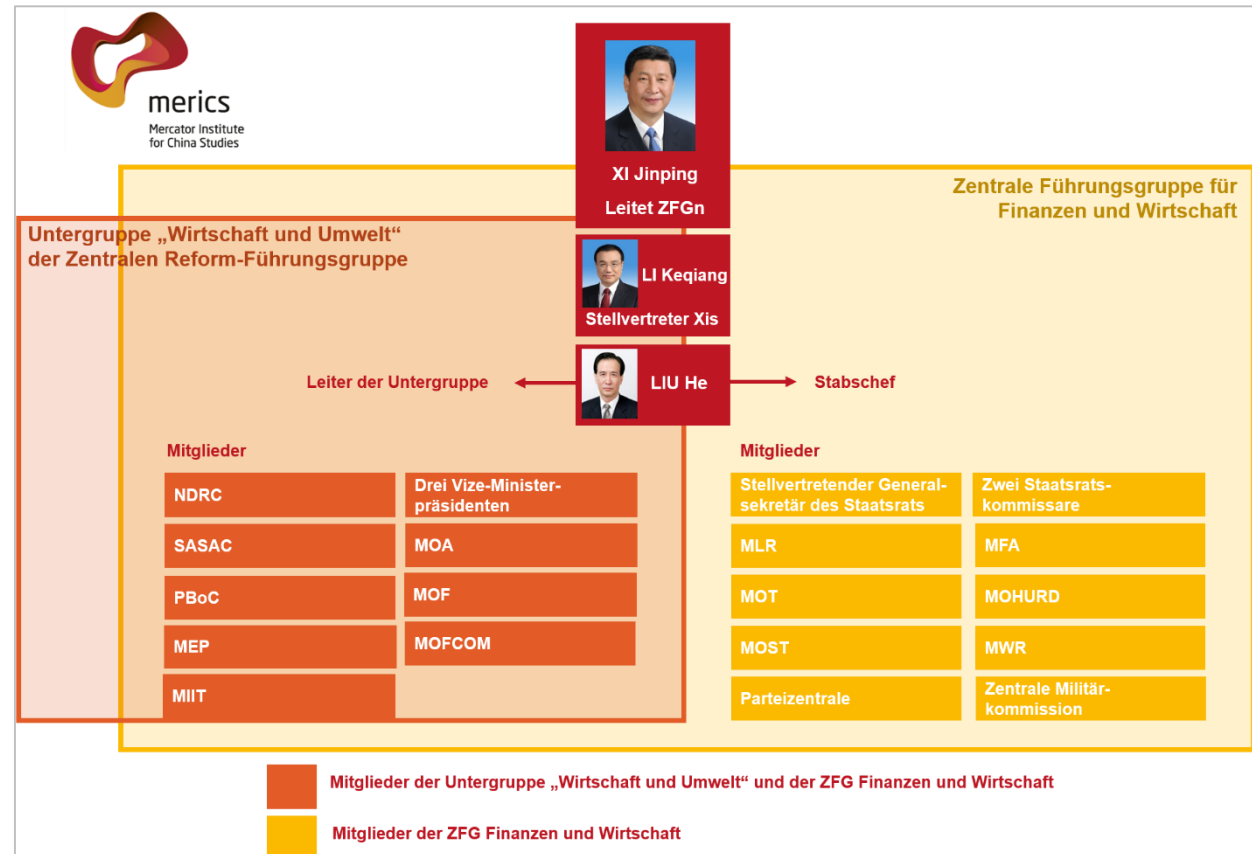 merics
Mercator Institute
for China Studies
XI Jinping
Leitet ZFGn
Zentrale Führungsgruppe für
Finanzen und Wirtschaft
Untergruppe „Wirtschaft und Umwelt“
der Zentralen Reform-Führungsgruppe
LI Keqiang
Stellvertreter Xis
Leiter der Untergruppe
LIU He
Stabschef
Mitglieder
NDRC
SASAC
PBoC
MEP
MIIT
Drei Vize-Minister-
präsidenten
MOA
MOF
MOFCOM
Mitglieder
Stellvertretender General-
sekretär des Staatsrats
MLR
MOT
MOST
Parteizentrale
Zwei Staatsrats-
kommissare
MFA
MOHURD
MWR
Zentrale Militär-
kommission
Mitglieder der Untergruppe „Wirtschaft und Umwelt“ und der ZFG Finanzen und Wirtschaft
Mitglieder der ZFG Finanzen und Wirtschaft